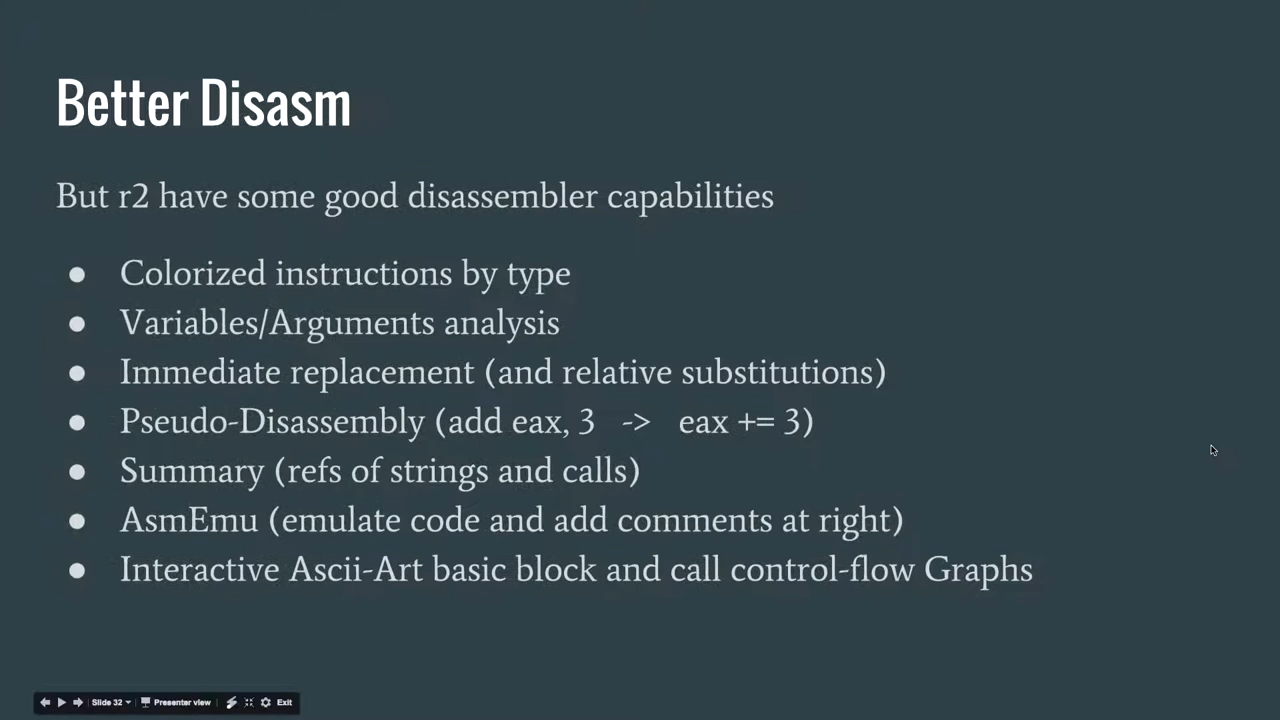 Better Disasm
But r2 have some good disassembler capabilities
● Colorized instructions by type
● Variables/Arguments analysis
● Immediate replacement (and relative substitutions)
● Pseudo-Disassembly (add eax, 3 -> eax += 3)
● Summary (refs of strings and calls)
● AsmEmu (emulate code and add comments at right)
● Interactive Ascii-Art basic block and call control-flow Graphs
Slide 32 Presenter view Exit